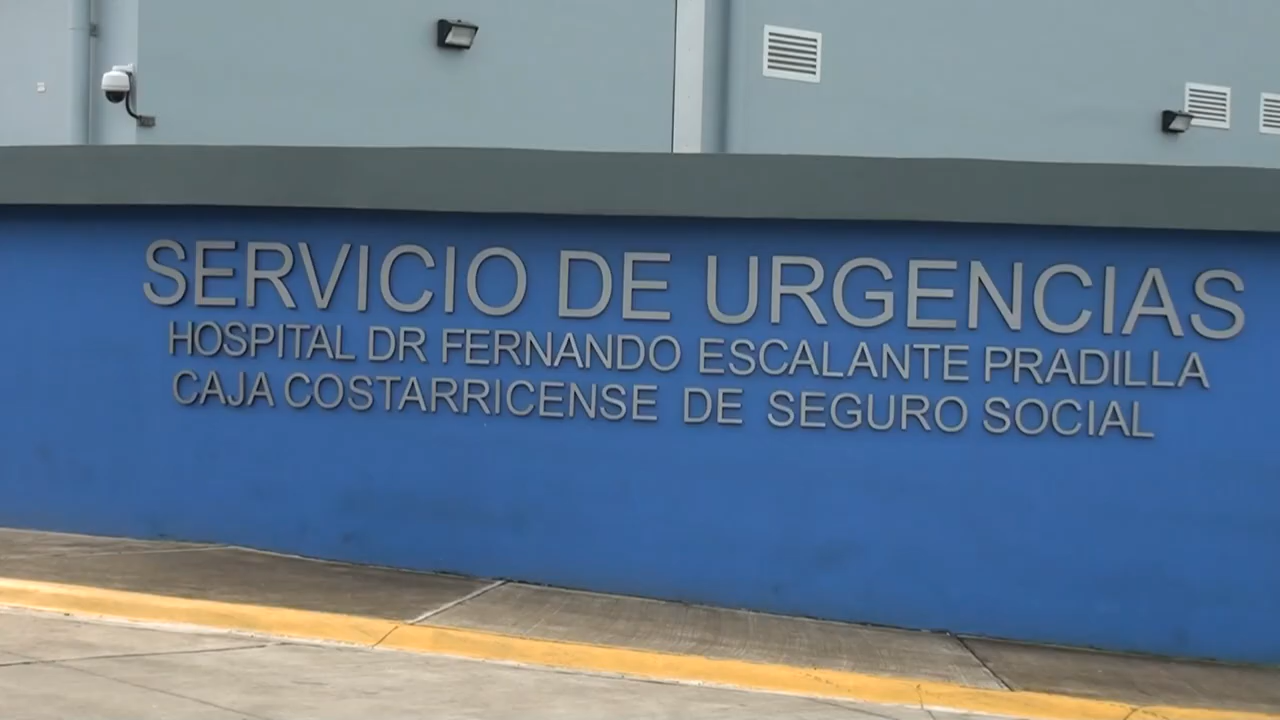 SERVICIO DE URGENCIAS
HOSPITAL DR FERNANDO ESCALANTE PRADILLA
CAJA COSTARRICENSE DE SEGURO SOCIAL